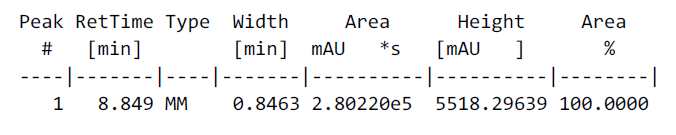 Peak RetTime Type  Width     Area      Height     Area
  #   [min]        [min]  mAU   *s   [mAU   ]      %
----|-------|----|-------|----------|----------|--------|
   1   8.849 MM    0.8463 2.80220e5  5518.29639 100.0000